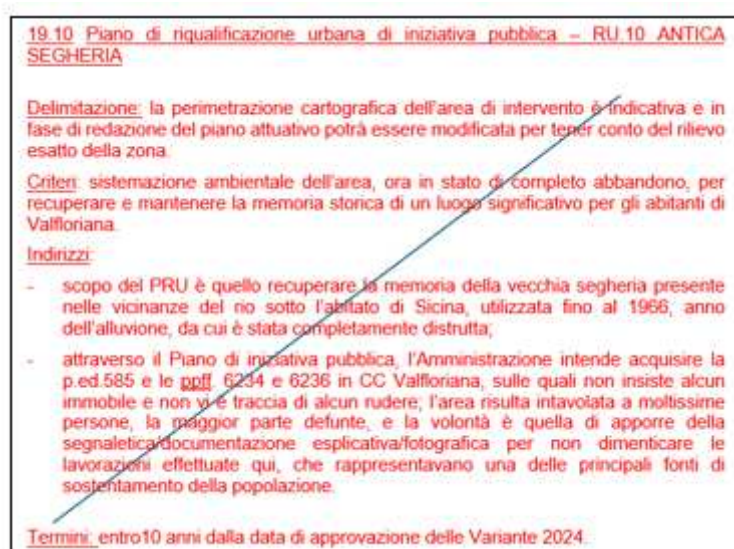 19.10 Piano di riqualificazione urbana di iniziativa pubblica – RU.10 ANTICA
SEGHERIA
Delimitazione: la perimetrazione cartografica dell'area di intervento è indicativa e in
fase di redazione del piano attuativo potrà essere modificata per tener conto del rilievo
esatto della zona.
Criteri: sistemazione ambientale dell'area, ora in stato di completo abbandono, per
recuperare e mantenere la memoria storica di un luogo significativo per gli abitanti di
Valfloriana.
Indirizzi:
- scopo del PRU è quello recuperare la memoria della vecchia segheria presente
nelle vicinanze del rio sotto l'abitato di Sicina, utilizzata fino al 1966, anno
dell'alluvione, da cui è stata completamente distrutta;
- attraverso il Piano di iniziativa pubblica, l'Amministrazione intende acquisire la
p.ed.585 e le ppff. 6234 e 6236 in CC Valfloriana, sulle quali non insiste alcun
immobile e non vi è traccia di alcun rudere; l'area risulta intavolata a moltissime
persone, la maggior parte defunte, e la volontà è quella di apporre della
segnaletica/documentazione esplicativa/fotografica per non dimenticare le
lavorazioni effettuate qui, che rappresentavano una delle principali fonti di
sostentamento della popolazione.
Termini: entro10 anni dalla data di approvazione delle Variante 2024.